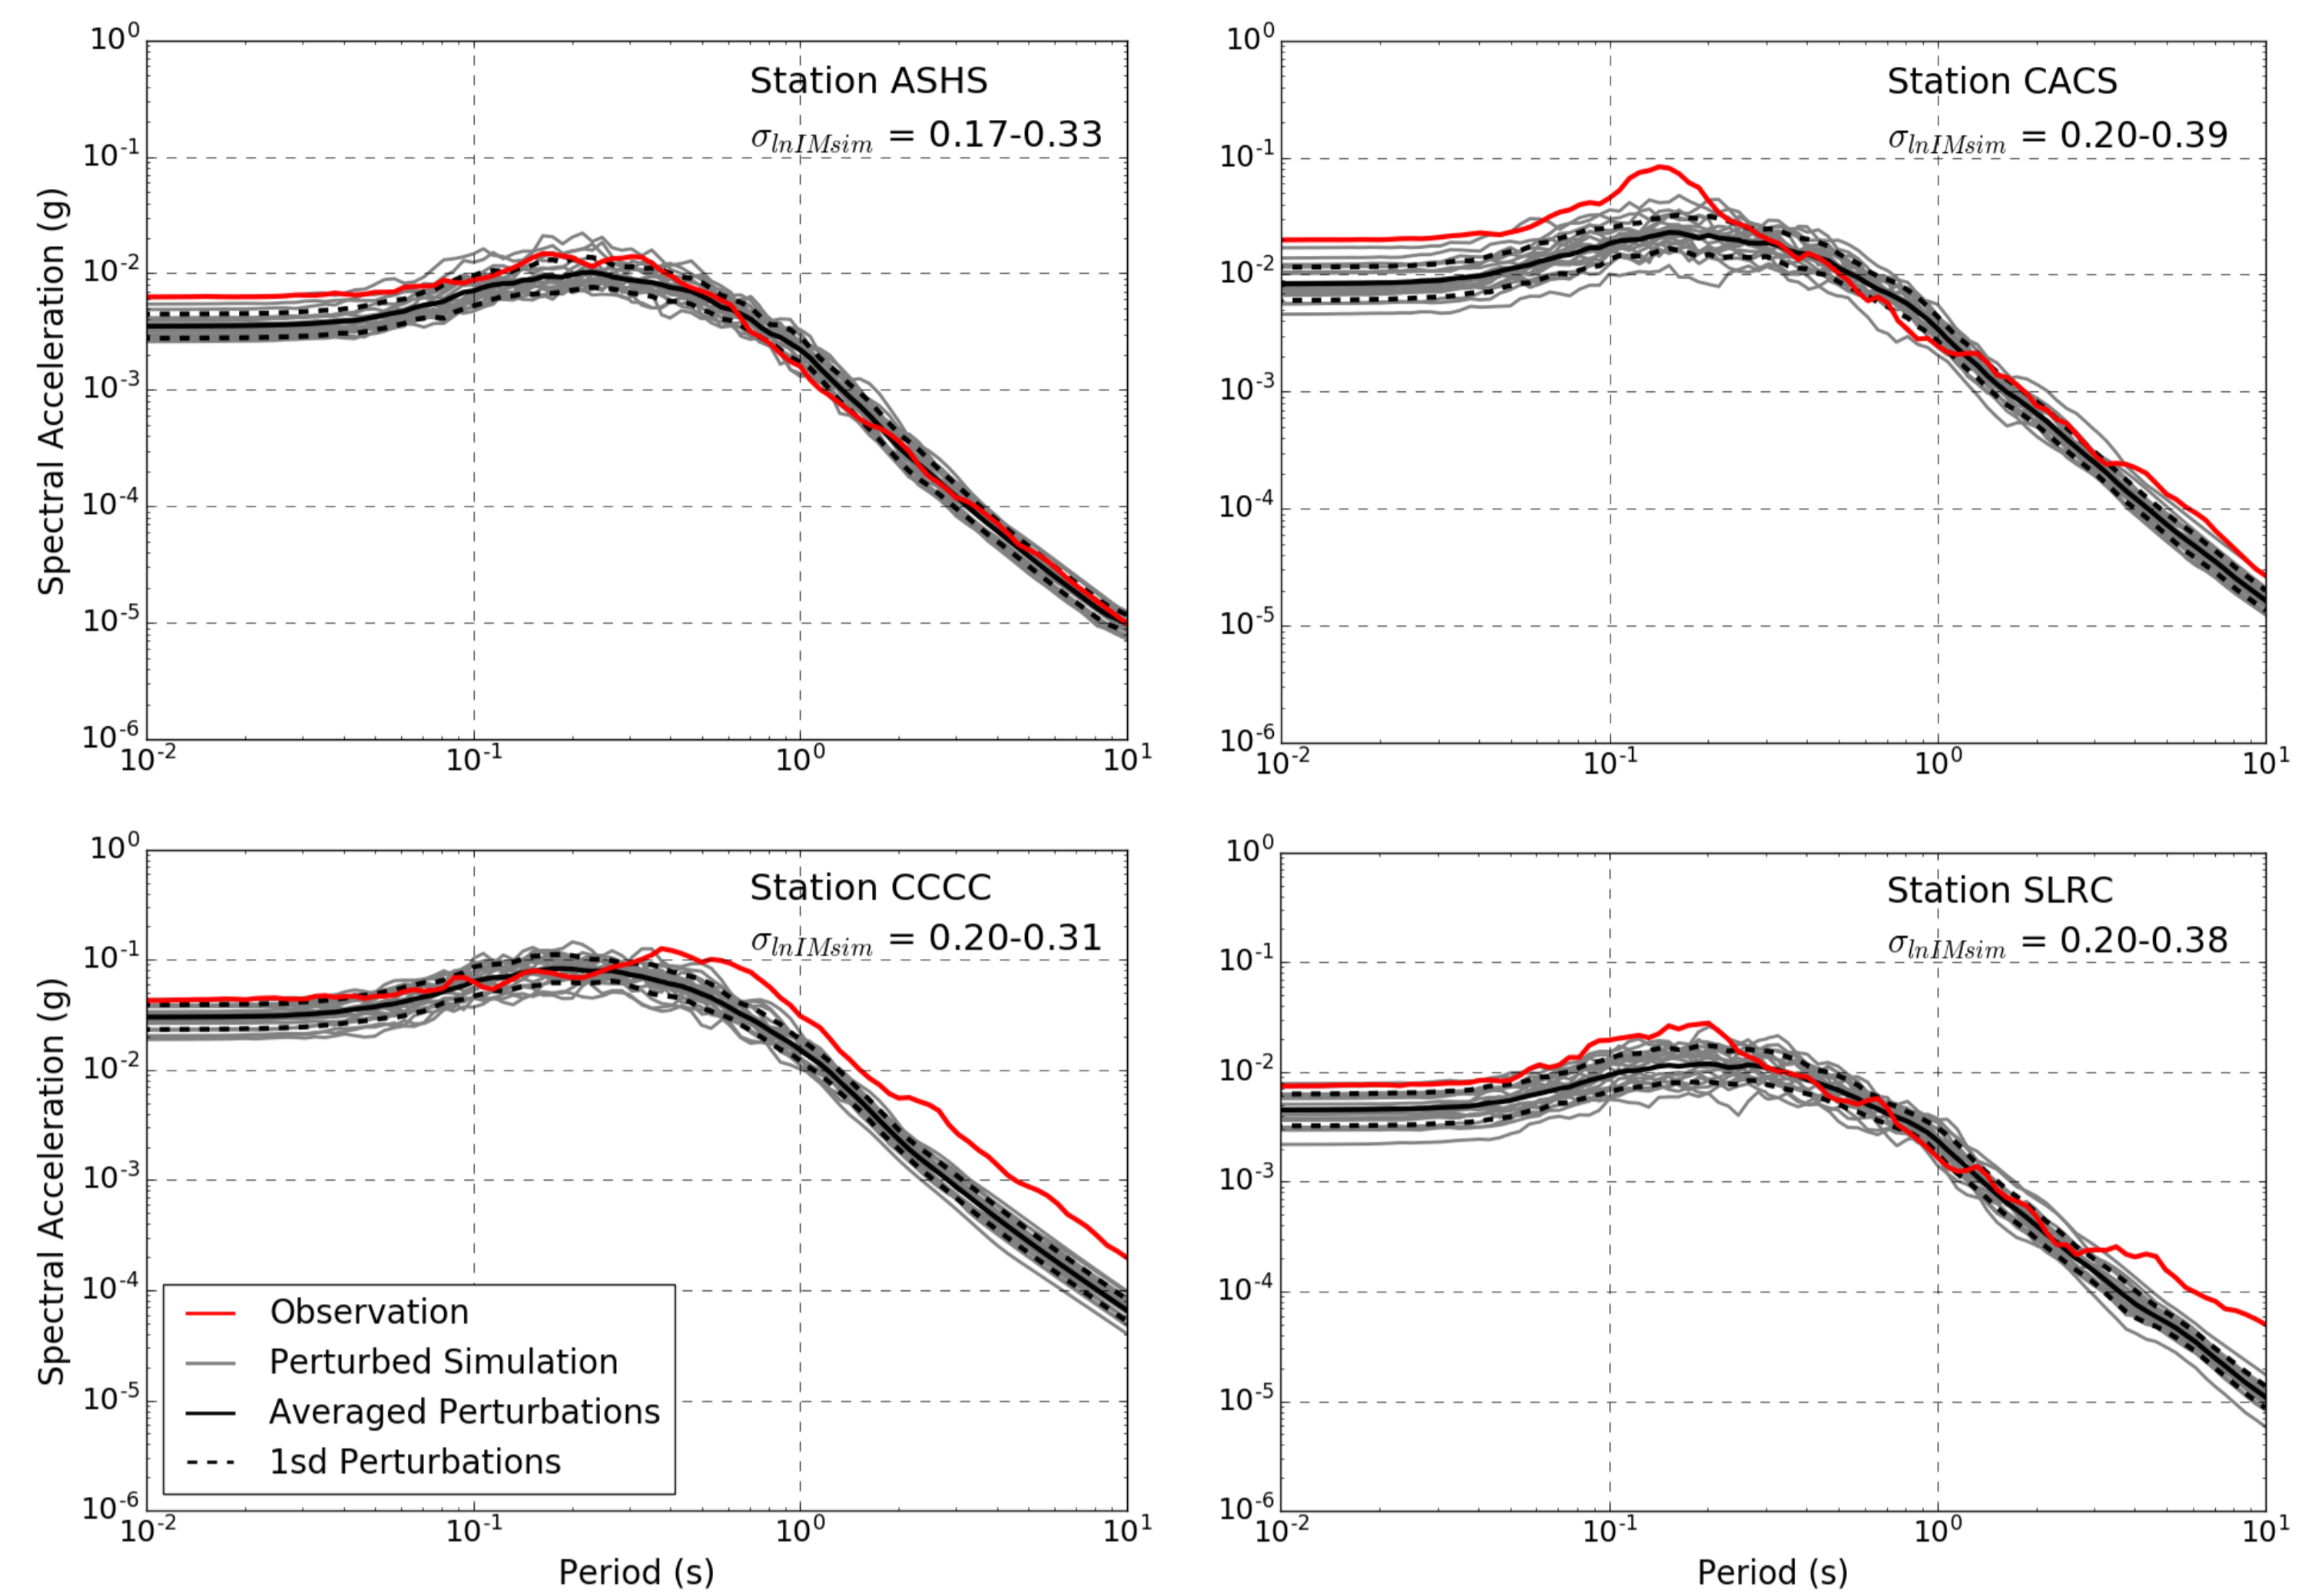 Station ASHS
σ_lnIMsim = 0.17-0.33
Spectral Acceleration (g)
10^0
10^-1
10^-2
10^-3
10^-4
10^-5
10^-6
10^-2
10^-1
10^0
10^1
Station CACS
σ_lnIMsim = 0.20-0.39
10^0
10^-1
10^-2
10^-3
10^-4
10^-5
10^-6
10^-2
10^-1
10^0
10^1
Station CCCC
σ_lnIMsim = 0.20-0.31
Spectral Acceleration (g)
10^0
10^-1
10^-2
10^-3
10^-4
10^-5
10^-6
Observation
Perturbed Simulation
Averaged Perturbations
1sd Perturbations
10^-2
10^-1
10^0
10^1
Period (s)
Station SLRC
σ_lnIMsim = 0.20-0.38
10^0
10^-1
10^-2
10^-3
10^-4
10^-5
10^-6
10^-2
10^-1
10^0
10^1
Period (s)